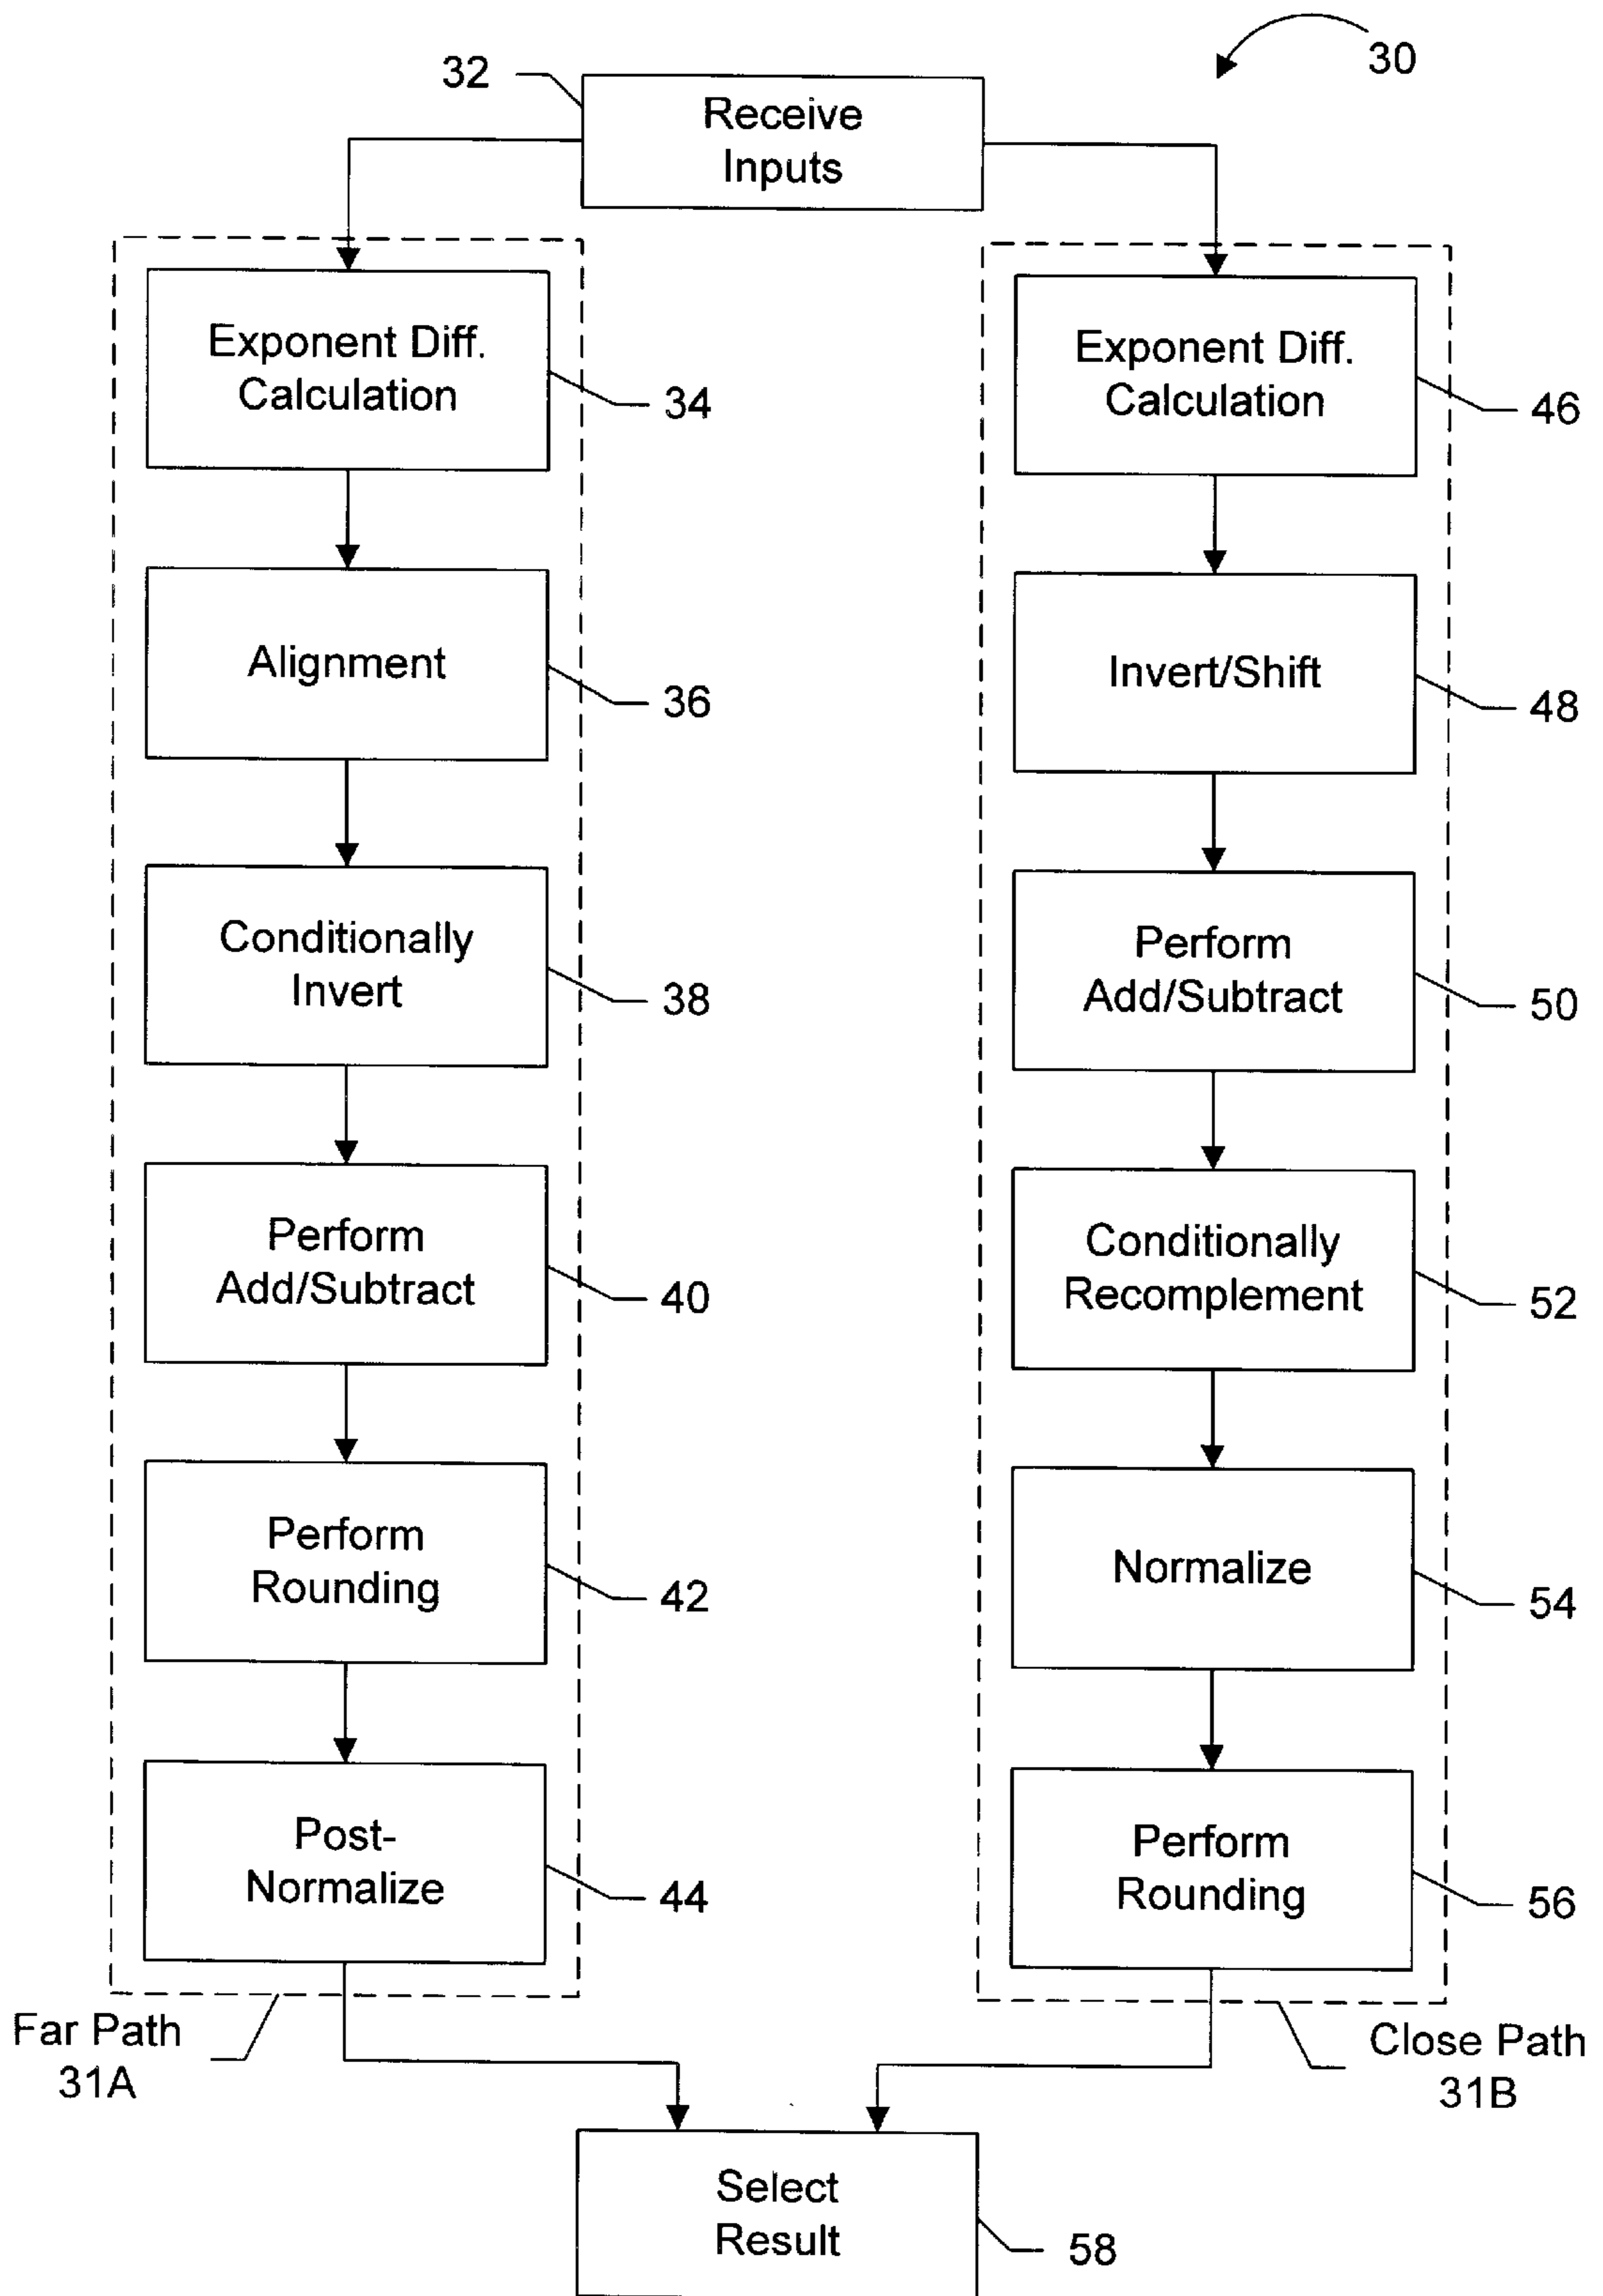 30
32
Receive
Inputs
Exponent Diff.
Calculation
34
Alignment
36
Conditionally
Invert
38
Perform
Add/Subtract
40
Perform
Rounding
42
Post-
Normalize
44
Far Path
31A
Exponent Diff.
Calculation
46
Invert/Shift
48
Perform
Add/Subtract
50
Conditionally
Recomplement
52
Normalize
54
Perform
Rounding
56
Close Path
31B
Select
Result
58